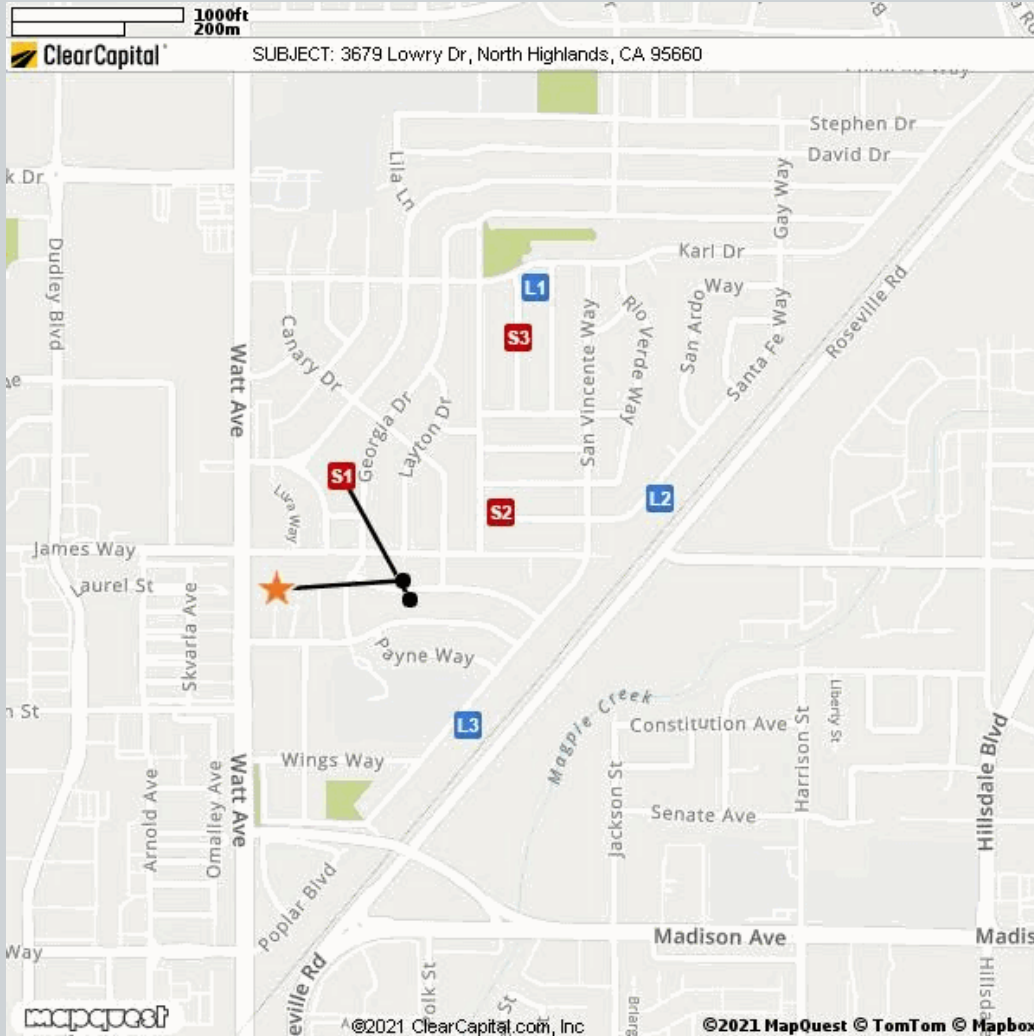 1000ft
200m
ClearCapital
SUBJECT: 3679 Lowry Dr, North Highlands, CA 95660
Stephen Dr
David Dr
k Dr
Lila Ln
Gay Way
Dudley Blvd
Karl Dr
L1
Way
S3
San Ardo
Rio Verde Way
San Vincente Way
Santa Fe Way
Roseville Rd
Canary Dr
Watt Ave
Georgia Dr
Layton Dr
S1
Lura Way
S2
L2
James Way
Laurel St
Skvarla Ave
Payne Way
Magpie Creek
n St
L3
Constitution Ave
Liberty St
Harrison St
Hillsdale Blvd
Wings Way
Watt Ave
Arnold Ave
Omalley Ave
Jackson St
Senate Ave
Poplar Blvd
Madison Ave
Madis
Way
eville Rd
olk St
St
Hillsd
mapquest
©2021 ClearCapital.com, Inc
©2021 MapQuest © TomTom © Mapbo